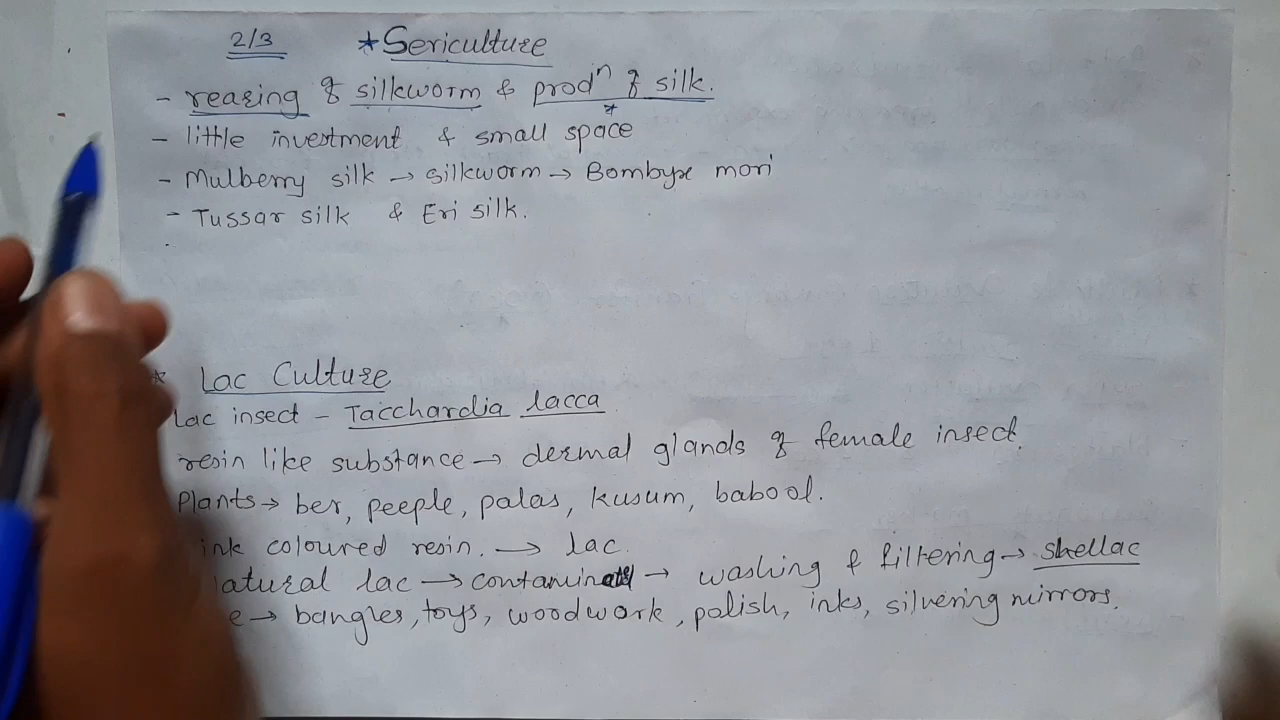 2/3 *Sericulture
- rearing of silkworm & prodⁿ of silk.
- little investment & small space
- Mulberry silk → silkworm → Bombyx mori
- Tussar silk & Eri silk.
* Lac Culture
Lac insect - Tacchardia lacca
resin like substance → dermal glands of female insect.
Plants → ber, peeple, palas, kusum, babool.
ink coloured resin. → lac.
atural lac → contaminated → washing & filtering → shellac
e → bangles, toys, woodwork, polish, inks, silvering mirrors.